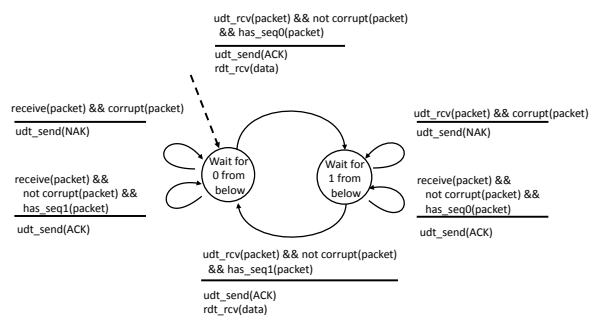 udt_rcv(packet) && not corrupt(packet)
&& has_seq0(packet)
udt_send(ACK)
rdt_rcv(data)
receive(packet) && corrupt(packet)
udt_send(NAK)
receive(packet) &&
not corrupt(packet) &&
has_seq1(packet)
udt_send(ACK)
Wait for
0 from
below
Wait for
1 from
below
udt_rcv(packet) && corrupt(packet)
udt_send(NAK)
receive(packet) &&
not corrupt(packet) &&
has_seq0(packet)
udt_send(ACK)
udt_rcv(packet) && not corrupt(packet)
&& has_seq1(packet)
udt_send(ACK)
rdt_rcv(data)